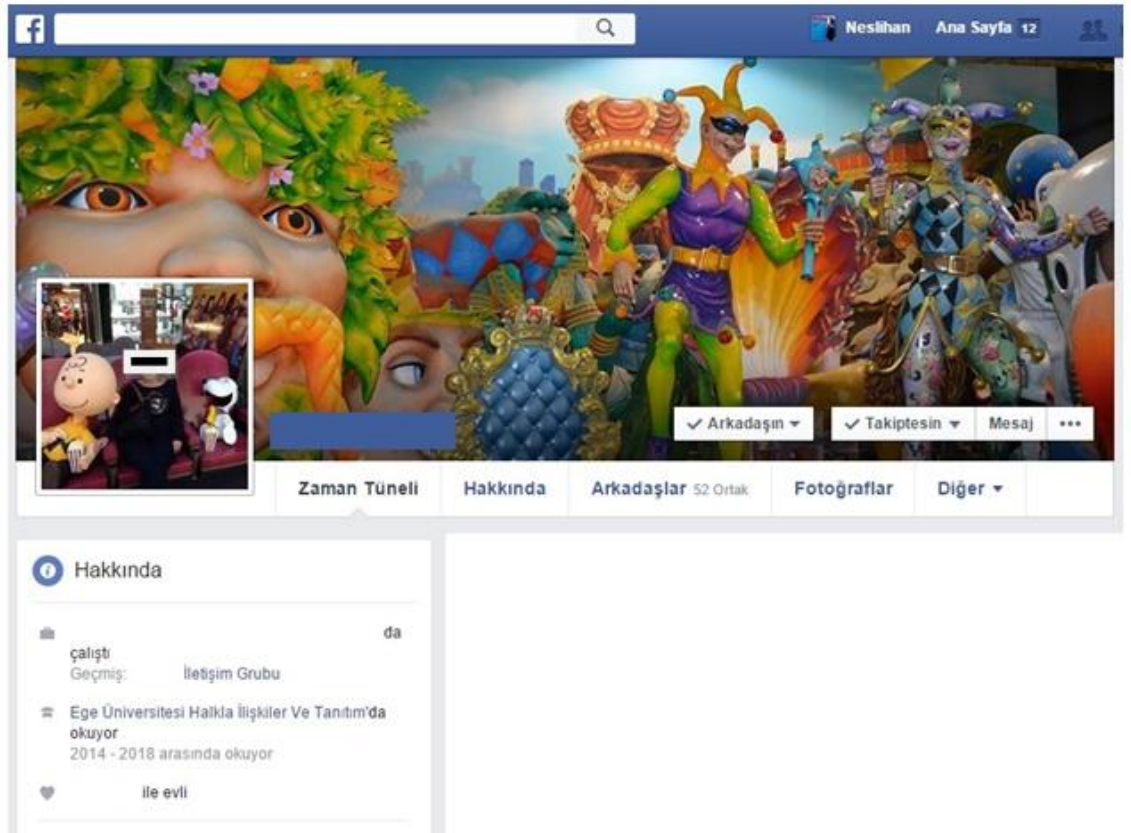 f
Neslihan Ana Sayfa 12
Arkadaşın Takiptesin Mesaj
Zaman Tüneli Hakkında Arkadaşlar 52 Ortak Fotoğraflar Diğer
Hakkında
da
çalıştı
Geçmiş: İletişim Grubu
Ege Üniversitesi Halkla İlişkiler Ve Tanıtım'da
okuyor
2014 - 2018 arasında okuyor
ile evli